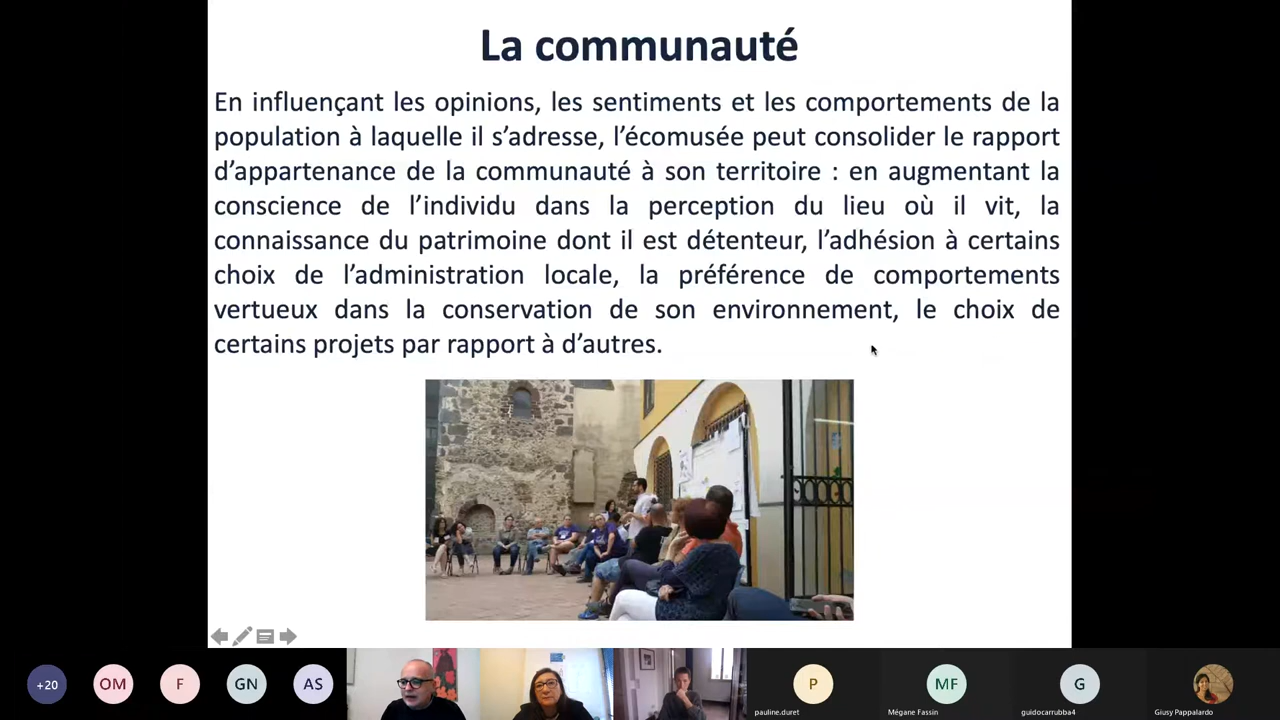 La communauté
En influençant les opinions, les sentiments et les comportements de la
population à laquelle il s’adresse, l’écomusée peut consolider le rapport
d’appartenance de la communauté à son territoire : en augmentant la
conscience de l’individu dans la perception du lieu où il vit, la
connaissance du patrimoine dont il est détenteur, l’adhésion à certains
choix de l’administration locale, la préférence de comportements
vertueux dans la conservation de son environnement, le choix de
certains projets par rapport à d’autres.
+20
OM
F
GN
AS
P
MF
G
pauline.duret
Mégane Fassin
guidocarrubba4
Giusy Pappalardo